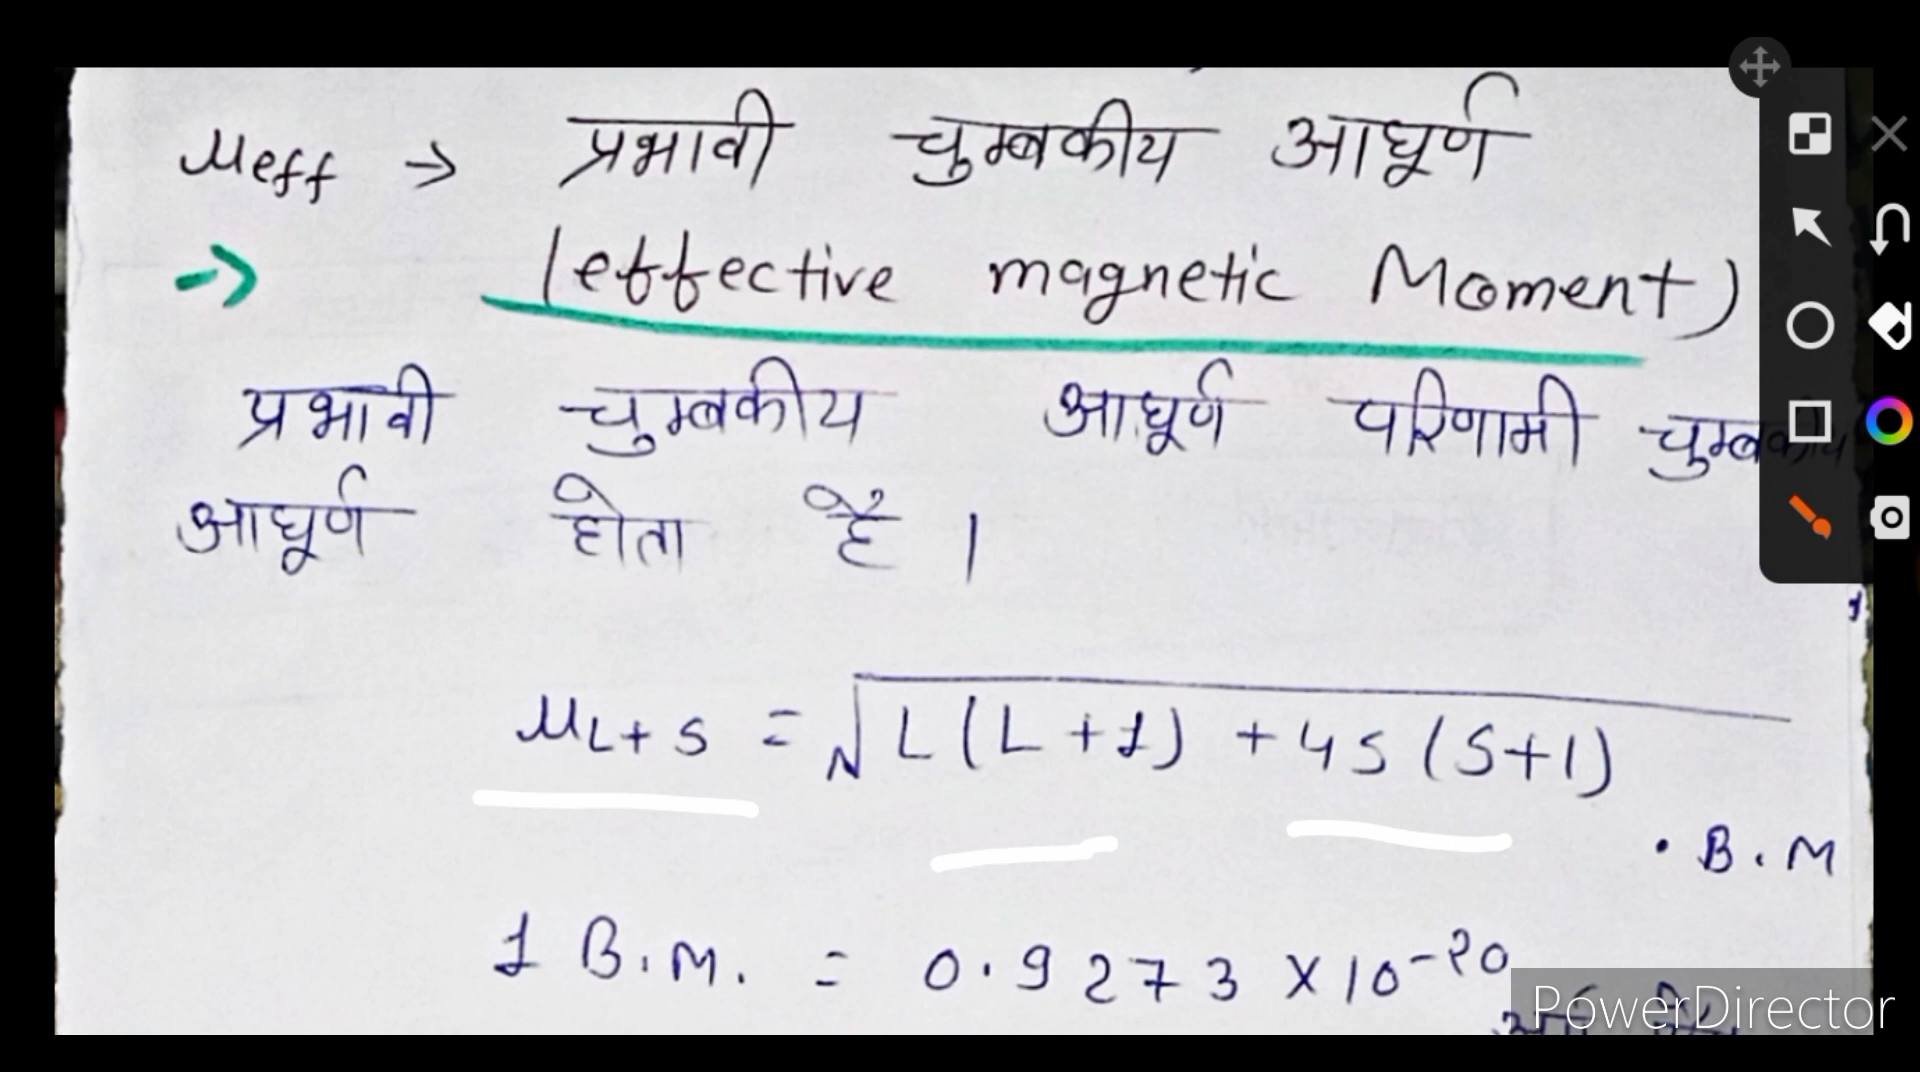 μeff → प्रभावी चुम्बकीय आघूर्ण
→ (effective magnetic Moment)
प्रभावी चुम्बकीय आघूर्ण परिणामी चुम्बकीय
आघूर्ण होता है ।
μL+s = √L(L+1) + 4s(s+1)
· B.M
1 B.M. = 0.9273 × 10⁻²⁰
PowerDirector